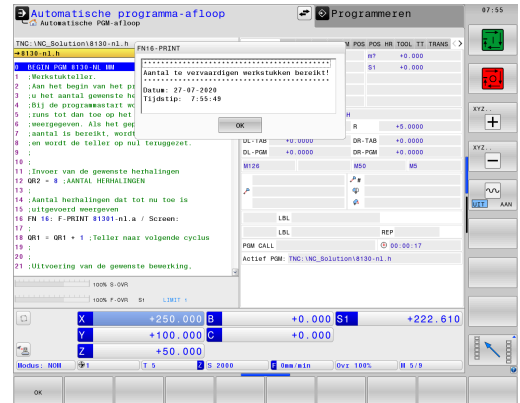 Automatische programma-afloop
Automatische PGM-afloop
Programmeren
07:55
TNC:\NC_Solution\8130-nl.h
M POS POS HR TOOL TT TRANS
→8130-nl.h
0 BEGIN PGM 8130-NL MM
1 ;Werkstukteller.
2 ;Aan het begin van het p
3 ;u het aantal gewenste he
4 ;Bij de programmastart wo
5 ;runs tot dan toe op het
6 ;weergegeven. Als het gep
7 ;aantal is bereikt, wordt
8 ;en wordt de teller op nul teruggezet.
9 ;
10 ;
11 ;Invoer van de gewenste herhalingen
12 QR2 = 8 ;AANTAL HERHALINGEN
13 ;
14 ;Aantal herhalingen dat tot nu toe is
15 ;uitgevoerd weergeven
16 FN 16: F-PRINT 81301-nl.a / Screen:
17 ;
18 QR1 = QR1 + 1 ;Teller naar volgende cyclus
19 ;
20 ;
21 ;Uitvoering van de gewenste bewerking,
FN16-PRINT
****************************************
Aantal te vervaardigen werkstukken bereikt!
****************************************
Datum: 27-07-2020
Tijdstip: 7:55:49
OK
m? +0.000
S1 +0.000
H
R +5.0000
DL-TAB +0.0000 DR-TAB +0.0000
DL-PGM +0.0000 DR-PGM +0.0000
M126 M50 M5
LBL
LBL REP
PGM CALL 00:00:17
Actief PGM: TNC:\NC_Solution\8130-nl.h
100% S-OVR
100% F-OVR S1 LIMIT 1
X +250.000 B +0.000 S1 +222.610
Y +100.000 C +0.000
Z +50.000
Modus: NOM 1 T 5 Z S 2000 F 0mm/min Ovr 100% M 5/9
XYZ..
XYZ..
UIT AAN
OK